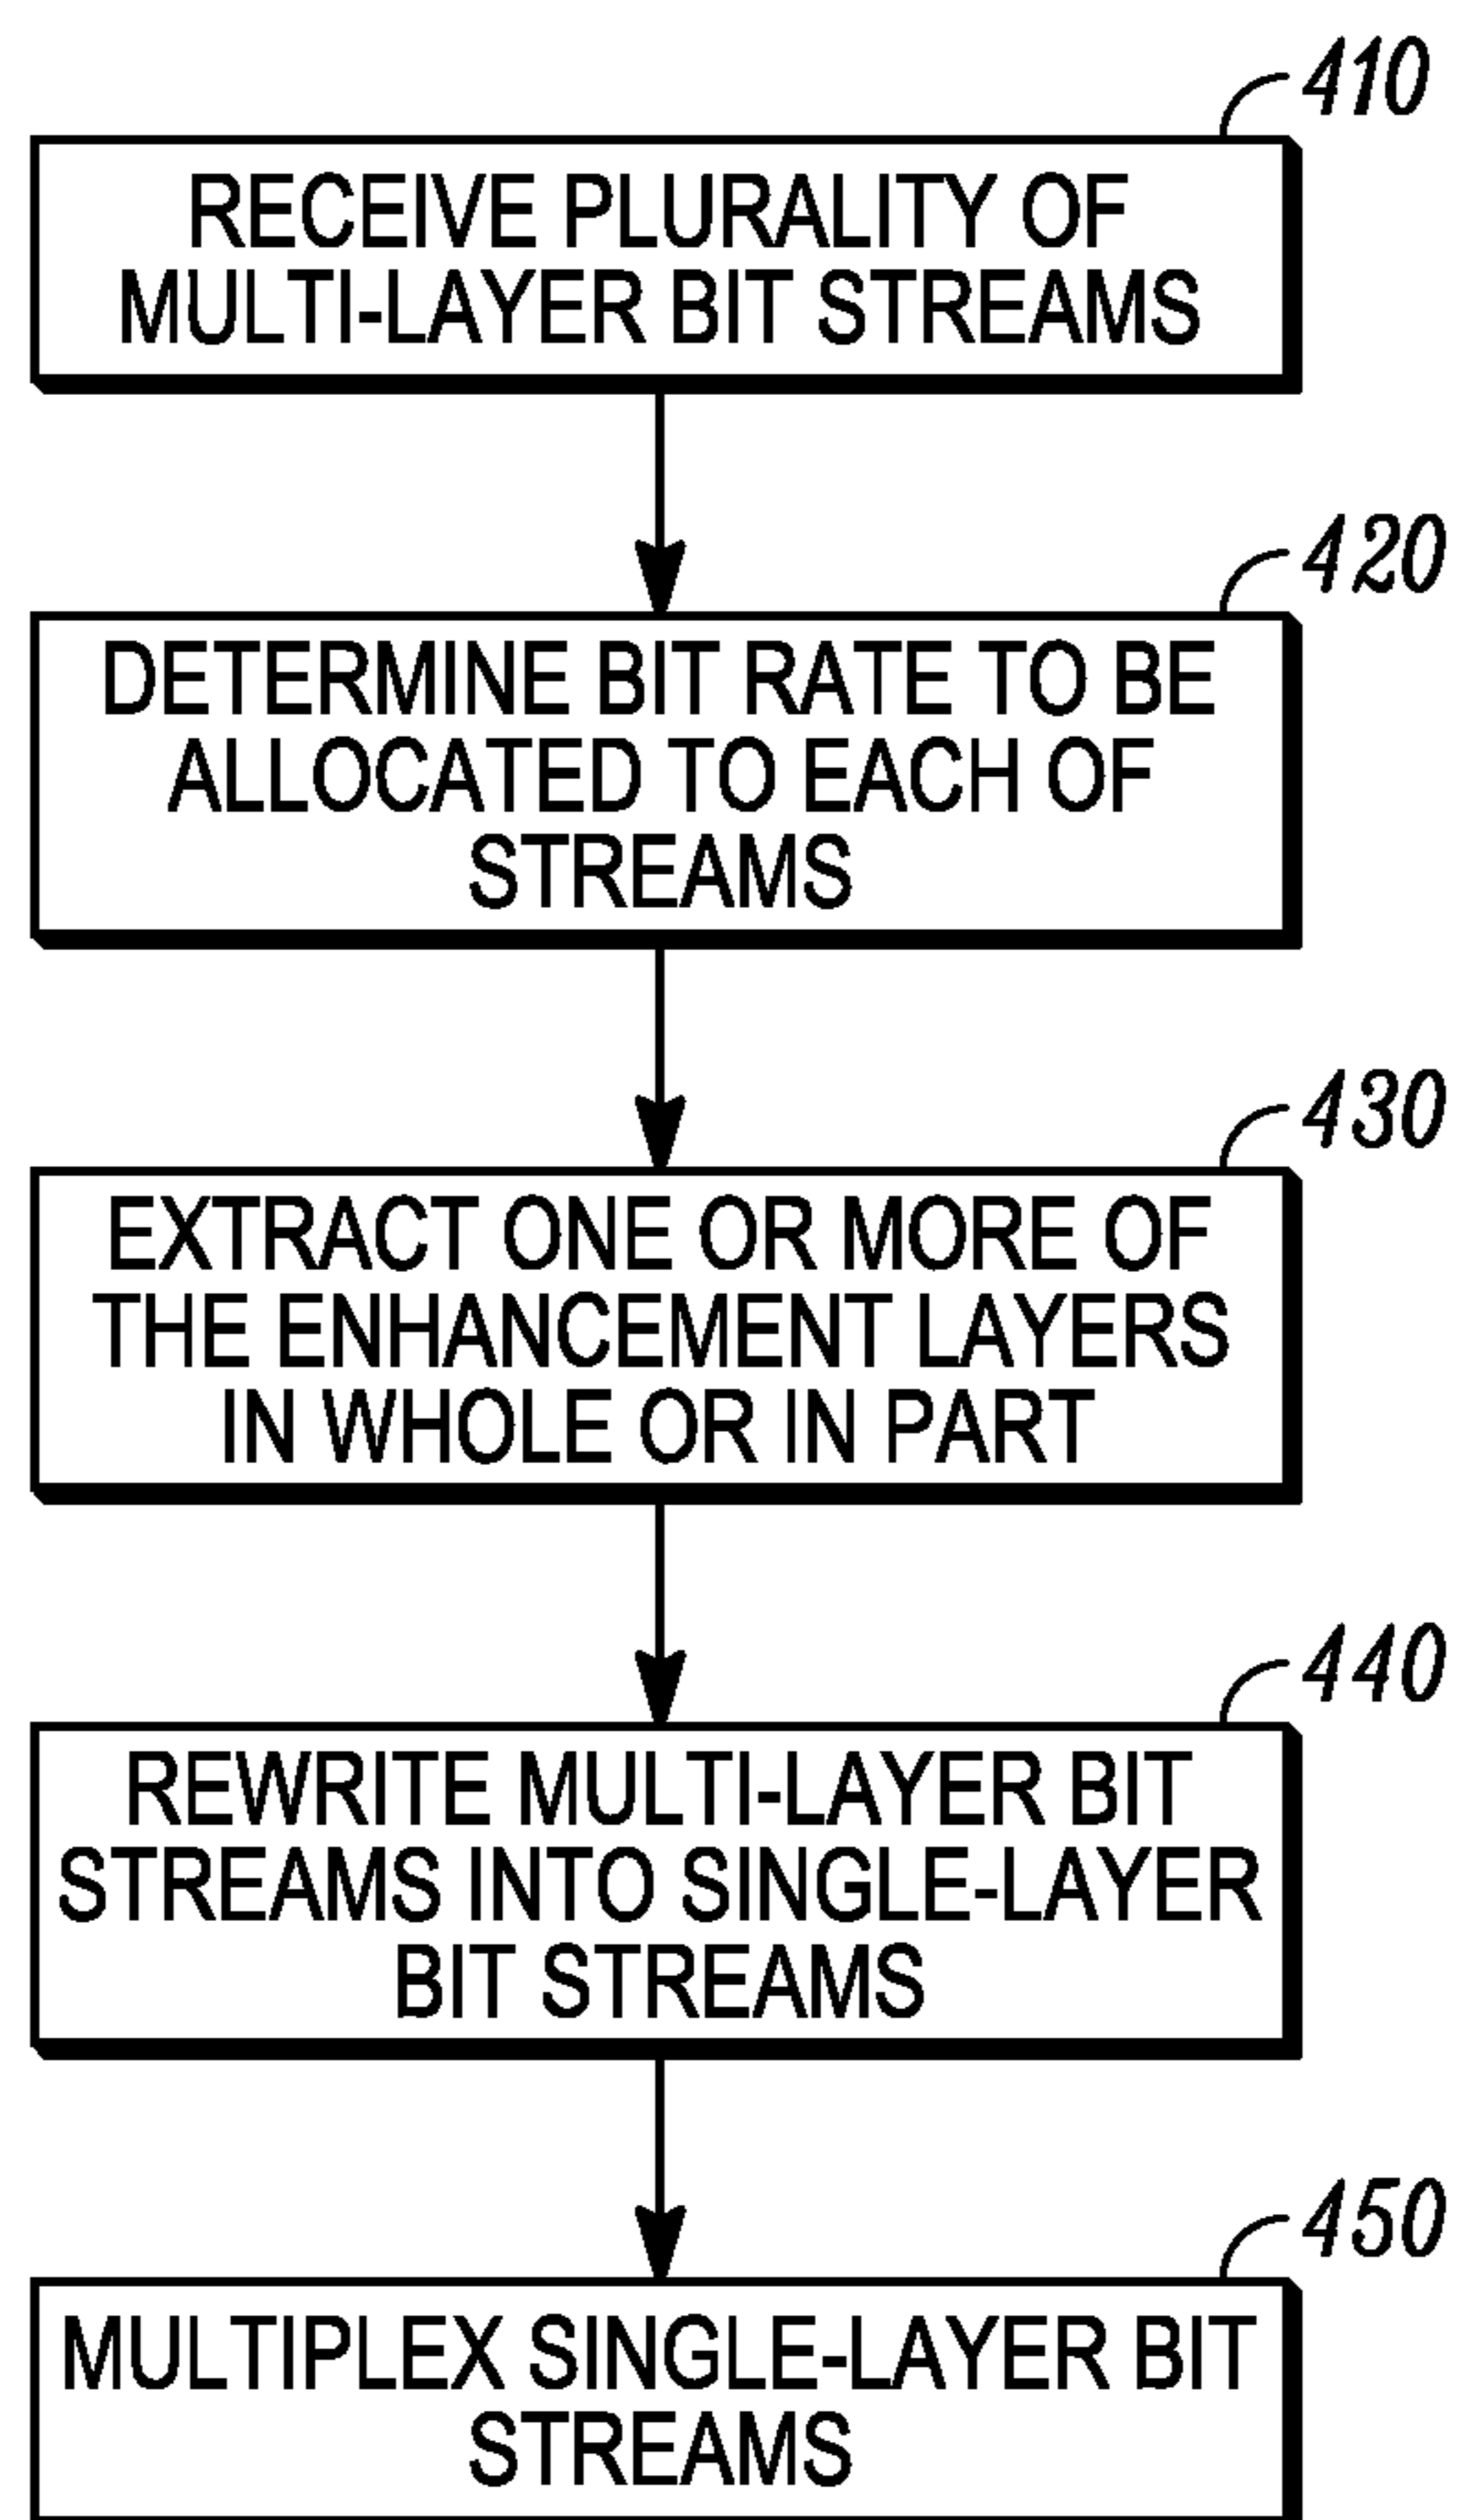 410
RECEIVE PLURALITY OF
MULTI-LAYER BIT STREAMS
420
DETERMINE BIT RATE TO BE
ALLOCATED TO EACH OF
STREAMS
430
EXTRACT ONE OR MORE OF
THE ENHANCEMENT LAYERS
IN WHOLE OR IN PART
440
REWRITE MULTI-LAYER BIT
STREAMS INTO SINGLE-LAYER
BIT STREAMS
450
MULTIPLEX SINGLE-LAYER BIT
STREAMS